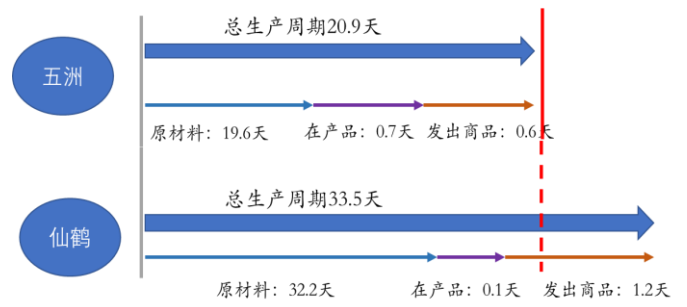 总生产周期20.9天
五洲
原材料：19.6天 在产品：0.7天 发出商品：0.6天
总生产周期33.5天
仙鹤
原材料：32.2天 在产品：0.1天 发出商品：1.2天